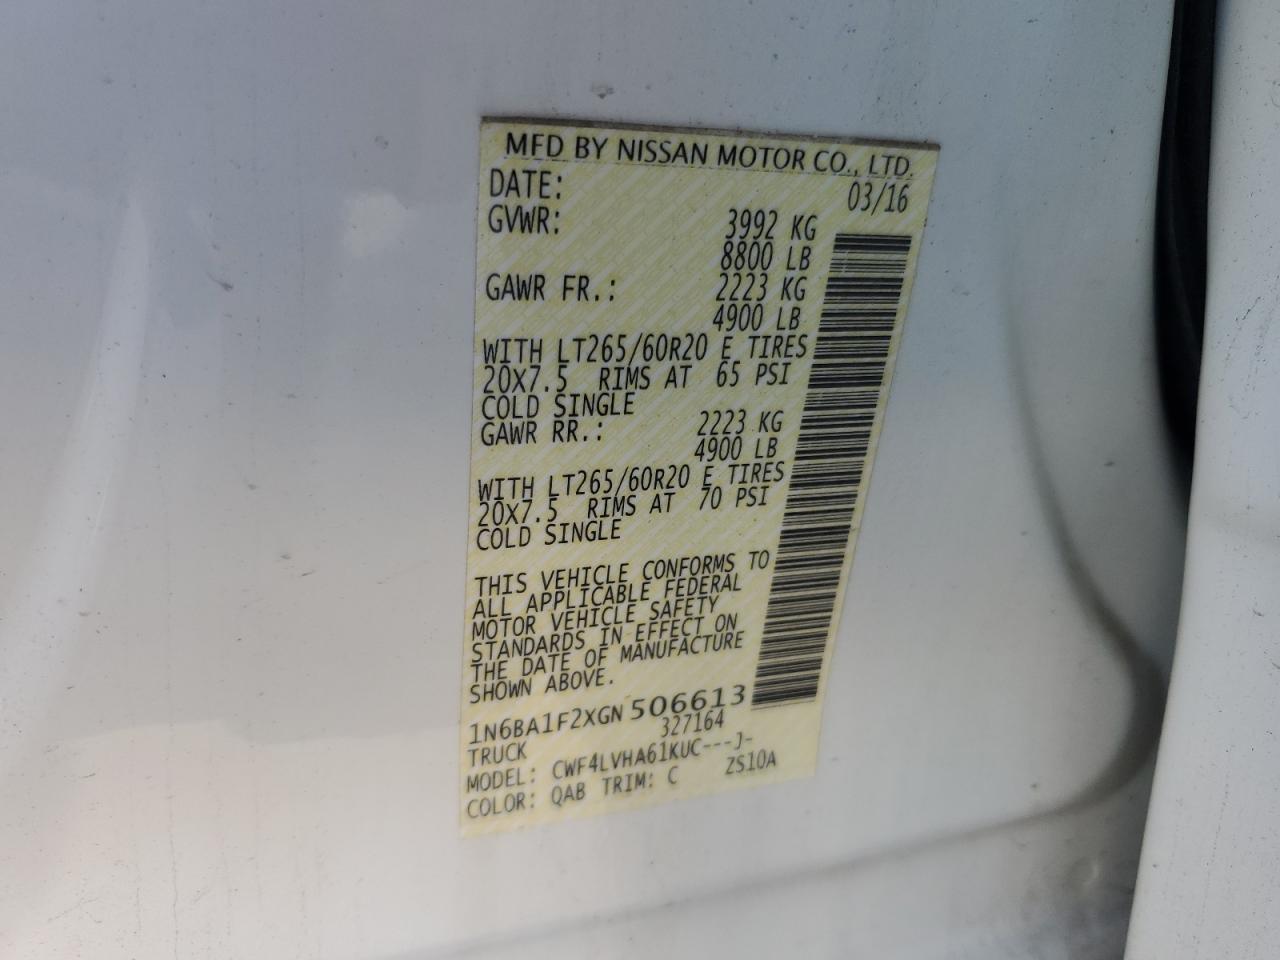 MFD BY NISSAN MOTOR CO., LTD.
DATE: 03/16
GVWR: 3992 KG
8800 LB
GAWR FR.: 2223 KG
4900 LB
WITH LT265/60R20 E TIRES
20X7.5 RIMS AT 65 PSI
COLD SINGLE
GAWR RR.: 2223 KG
4900 LB
WITH LT265/60R20 E TIRES
20X7.5 RIMS AT 70 PSI
COLD SINGLE
THIS VEHICLE CONFORMS TO
ALL APPLICABLE FEDERAL
MOTOR VEHICLE SAFETY
STANDARDS IN EFFECT ON
THE DATE OF MANUFACTURE
SHOWN ABOVE.
1N6BA1F2XGN506613
TRUCK 327164
MODEL: CWF4LVHA61KUC---J-
COLOR: QAB TRIM: C ZS10A